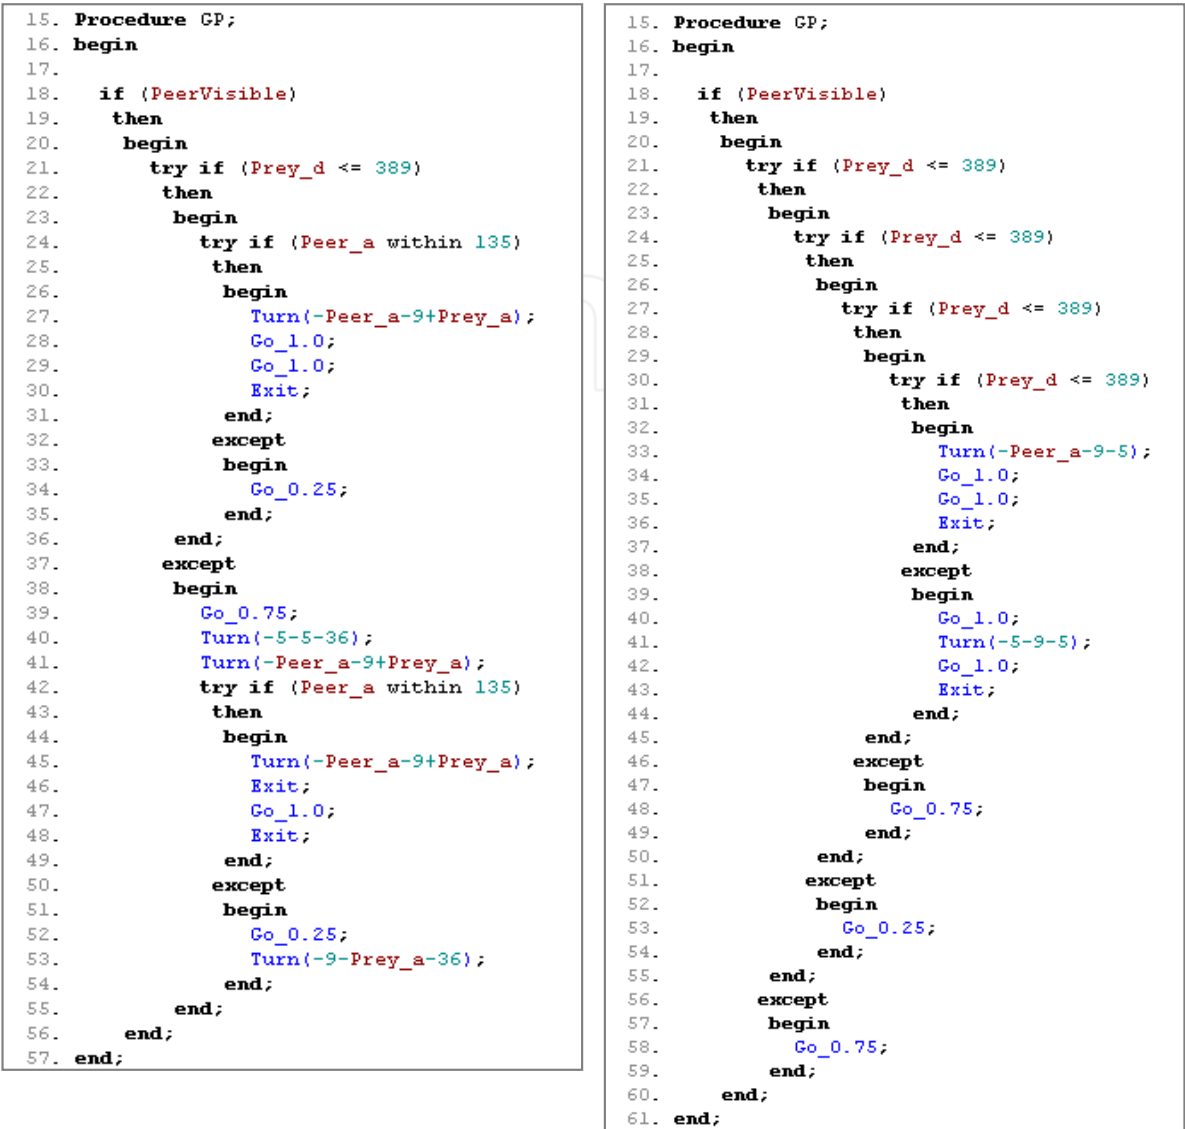 15. Procedure GP;
16. begin
17.
18. if (PeerVisible)
19. then
20. begin
21. try if (Prey_d <= 389)
22. then
23. begin
24. try if (Peer_a within 135)
25. then
26. begin
27. Turn(-Peer_a-9+Prey_a);
28. Go_1.0;
29. Go_1.0;
30. Exit;
31. end;
32. except
33. begin
34. Go_0.25;
35. end;
36. end;
37. except
38. begin
39. Go_0.75;
40. Turn(-5-5-36);
41. Turn(-Peer_a-9+Prey_a);
42. try if (Peer_a within 135)
43. then
44. begin
45. Turn(-Peer_a-9+Prey_a);
46. Exit;
47. Go_1.0;
48. Exit;
49. end;
50. except
51. begin
52. Go_0.25;
53. Turn(-9-Prey_a-36);
54. end;
55. end;
56. end;
57. end;
15. Procedure GP;
16. begin
17.
18. if (PeerVisible)
19. then
20. begin
21. try if (Prey_d <= 389)
22. then
23. begin
24. try if (Prey_d <= 389)
25. then
26. begin
27. try if (Prey_d <= 389)
28. then
29. begin
30. try if (Prey_d <= 389)
31. then
32. begin
33. Turn(-Peer_a-9-5);
34. Go_1.0;
35. Go_1.0;
36. Exit;
37. end;
38. except
39. begin
40. Go_1.0;
41. Turn(-5-9-5);
42. Go_1.0;
43. Exit;
44. end;
45. end;
46. except
47. begin
48. Go_0.75;
49. end;
50. end;
51. except
52. begin
53. Go_0.25;
54. end;
55. end;
56. except
57. begin
58. Go_0.75;
59. end;
60. end;
61. end;